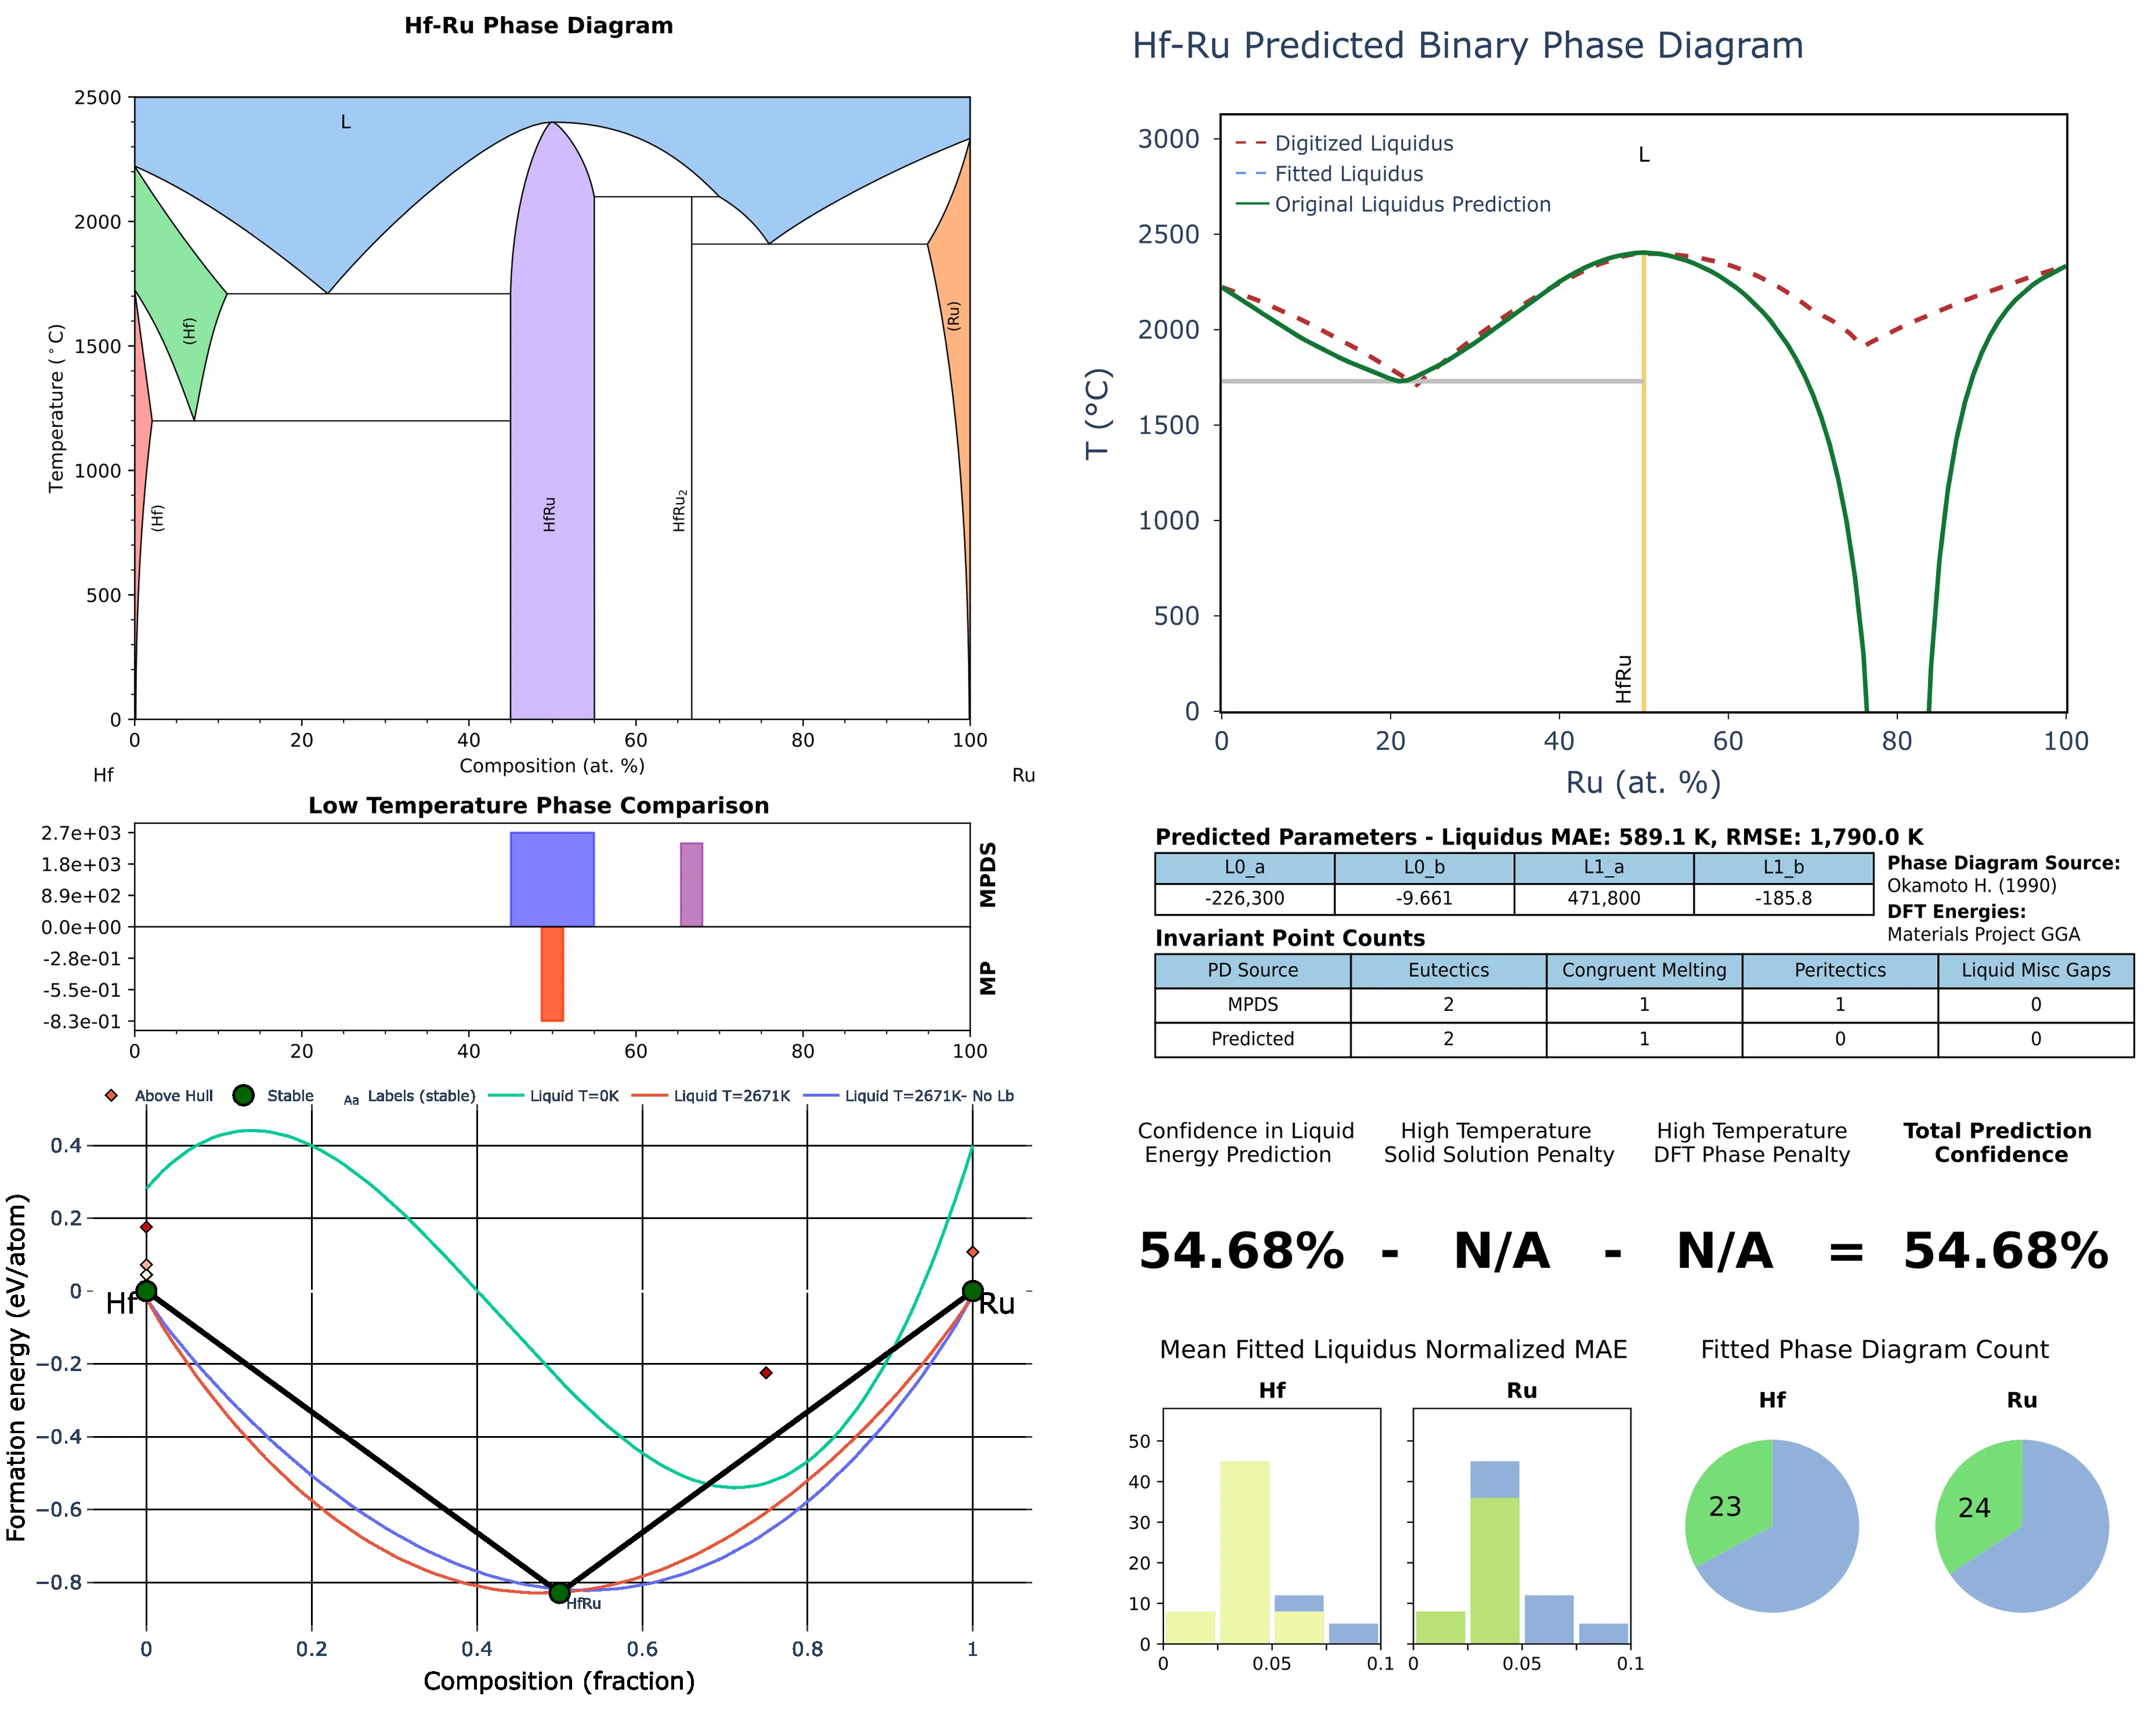 Hf-Ru Phase Diagram
2500
2000
1500
1000
500
0
Temperature (°C)
L
(Hf)
(Hf)
HfRu
HfRu₂
(Ru)
0 20 40 60 80 100
Composition (at. %)
Hf
Ru
Low Temperature Phase Comparison
2.7e+03
1.8e+03
8.9e+02
0.0e+00
-2.8e-01
-5.5e-01
-8.3e-01
MPDS
MP
0 20 40 60 80 100
Above Hull
Stable
Aa Labels (stable)
Liquid T=0K
Liquid T=2671K
Liquid T=2671K- No Lb
0.4
0.2
0
−0.2
−0.4
−0.6
−0.8
Formation energy (eV/atom)
Hf
Ru
HfRu
0 0.2 0.4 0.6 0.8 1
Composition (fraction)
Hf-Ru Predicted Binary Phase Diagram
3000
2500
2000
1500
1000
500
0
T (°C)
Digitized Liquidus
Fitted Liquidus
Original Liquidus Prediction
L
HfRu
0 20 40 60 80 100
Ru (at. %)
Predicted Parameters - Liquidus MAE: 589.1 K, RMSE: 1,790.0 K
L0_a L0_b L1_a L1_b
-226,300 -9.661 471,800 -185.8
Phase Diagram Source:
Okamoto H. (1990)
DFT Energies:
Materials Project GGA
Invariant Point Counts
PD Source Eutectics Congruent Melting Peritectics Liquid Misc Gaps
MPDS 2 1 1 0
Predicted 2 1 0 0
Confidence in Liquid
Energy Prediction
High Temperature
Solid Solution Penalty
High Temperature
DFT Phase Penalty
Total Prediction
Confidence
54.68% - N/A - N/A = 54.68%
Mean Fitted Liquidus Normalized MAE
Hf
Ru
50
40
30
20
10
0
0 0.05 0.1
0 0.05 0.1
Fitted Phase Diagram Count
Hf
Ru
23
24